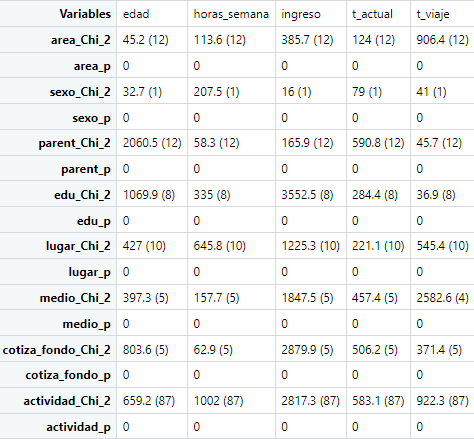 Variables edad horas_semana ingreso t_actual t_viaje
area_Chi_2 45.2 (12) 113.6 (12) 385.7 (12) 124 (12) 906.4 (12)
area_p 0 0 0 0 0
sexo_Chi_2 32.7 (1) 207.5 (1) 16 (1) 79 (1) 41 (1)
sexo_p 0 0 0 0 0
parent_Chi_2 2060.5 (12) 58.3 (12) 165.9 (12) 590.8 (12) 45.7 (12)
parent_p 0 0 0 0 0
edu_Chi_2 1069.9 (8) 335 (8) 3552.5 (8) 284.4 (8) 36.9 (8)
edu_p 0 0 0 0 0
lugar_Chi_2 427 (10) 645.8 (10) 1225.3 (10) 221.1 (10) 545.4 (10)
lugar_p 0 0 0 0 0
medio_Chi_2 397.3 (5) 157.7 (5) 1847.5 (5) 457.4 (5) 2582.6 (4)
medio_p 0 0 0 0 0
cotiza_fondo_Chi_2 803.6 (5) 62.9 (5) 2879.9 (5) 506.2 (5) 371.4 (5)
cotiza_fondo_p 0 0 0 0 0
actividad_Chi_2 659.2 (87) 1002 (87) 2817.3 (87) 583.1 (87) 922.3 (87)
actividad_p 0 0 0 0 0